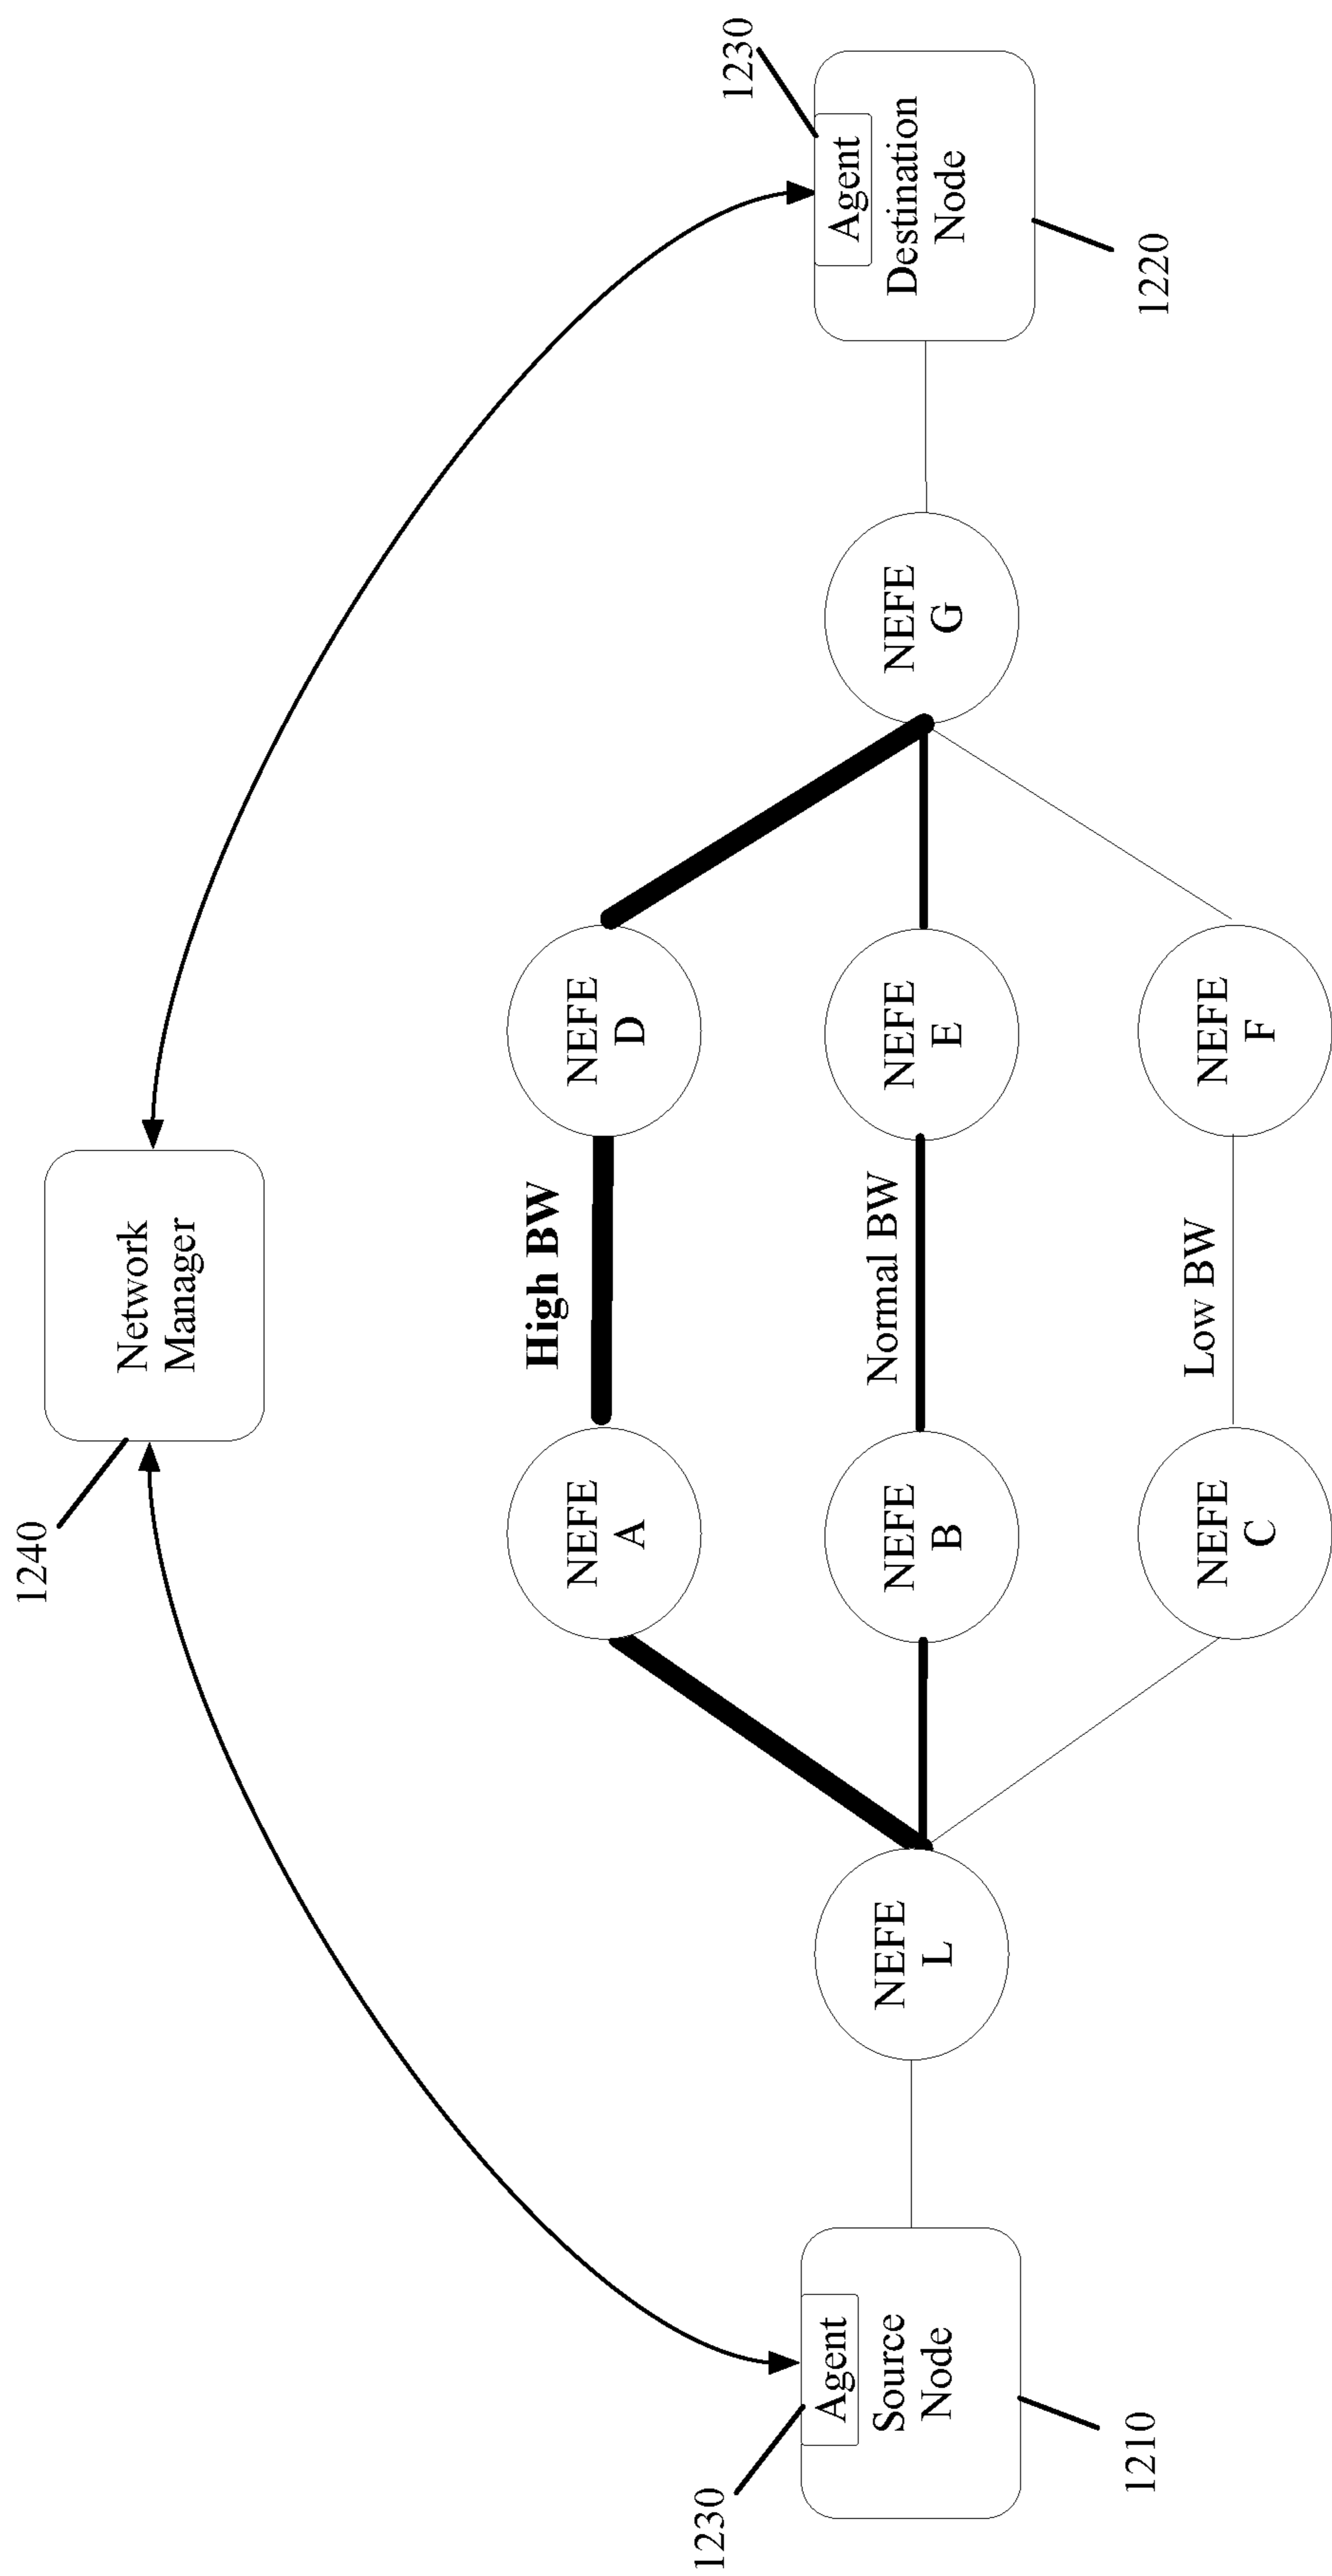 1240
Network
Manager
1230
Agent
Source
Node
1210
NEFE
L
NEFE
A
High BW
NEFE
D
NEFE
B
Normal BW
NEFE
E
NEFE
C
Low BW
NEFE
F
NEFE
G
1230
Agent
Destination
Node
1220